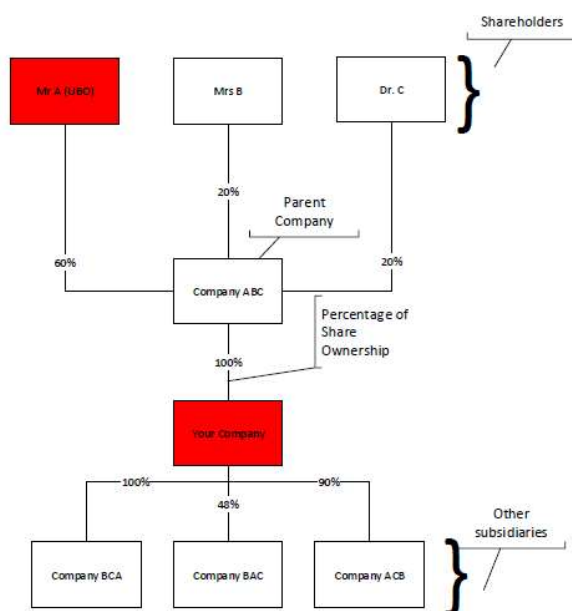 Shareholders
Mr A (UBO)
Mrs B
Dr. C
20%
Parent
Company
60%
20%
Company ABC
Percentage of
Share
Ownership
100%
Your Company
100%
90%
48%
Other
subsidiaries
Company BCA
Company BAC
Company ACB